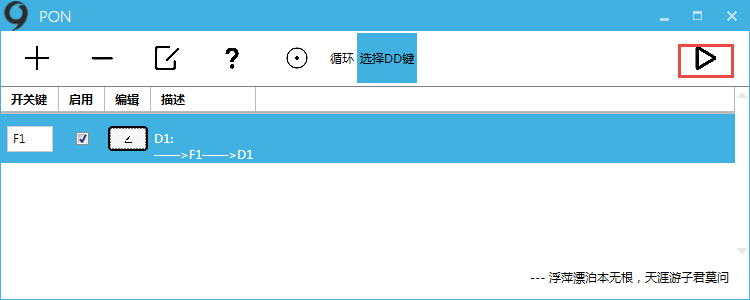 PON
循环 选择DD键
开关键 启用 编辑 描述
F1
D1:
——>F1——>D1
--- 浮萍漂泊本无根，天涯游子君莫问